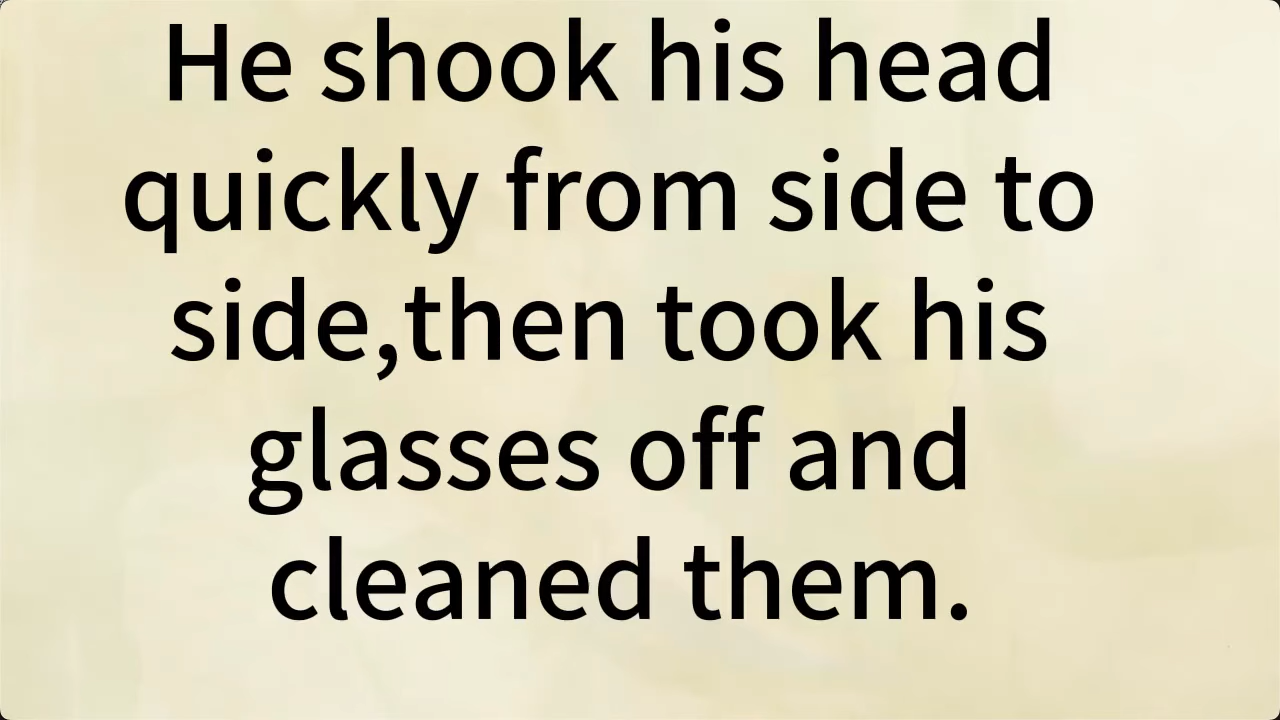 He shook his head
quickly from side to
side,then took his
glasses off and
cleaned them.